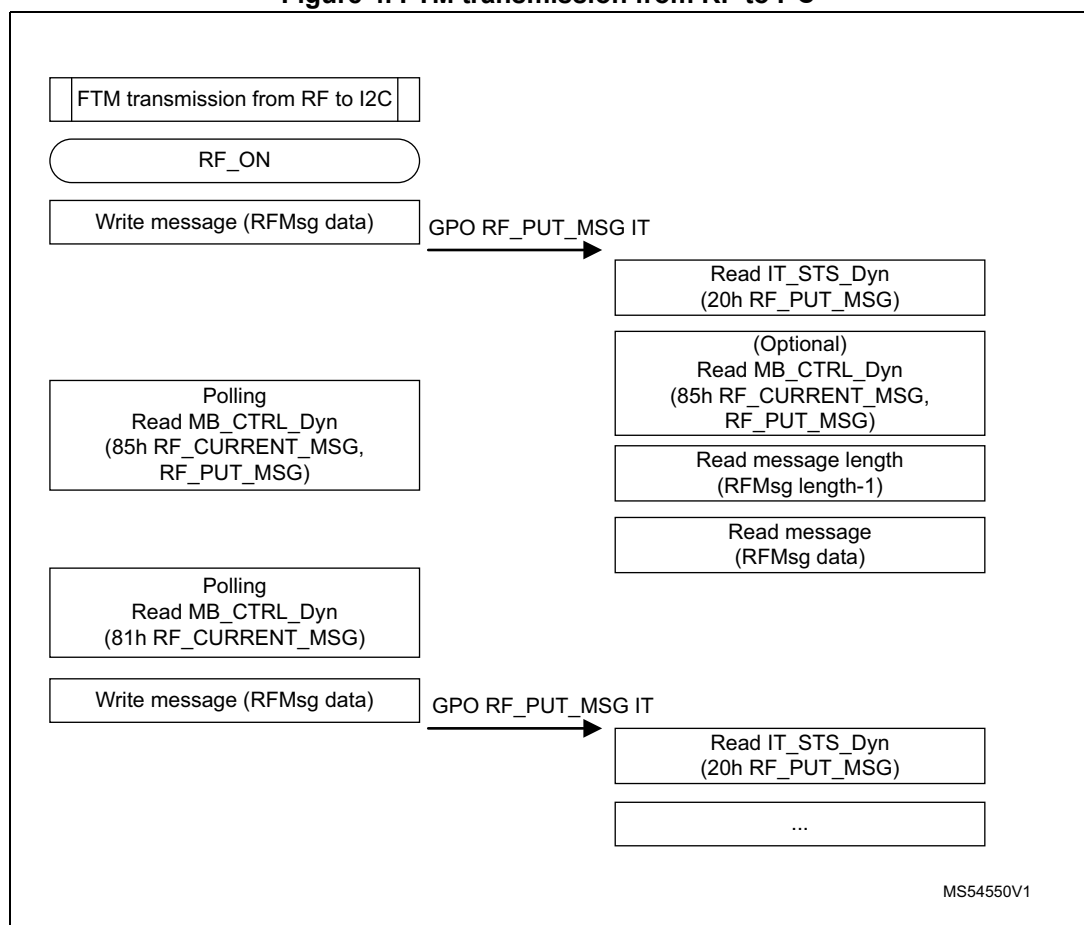 FTM transmission from RF to I2C
RF_ON
Write message (RFMsg data)
GPO RF_PUT_MSG IT
Read IT_STS_Dyn
(20h RF_PUT_MSG)
(Optional)
Read MB_CTRL_Dyn
(85h RF_CURRENT_MSG,
RF_PUT_MSG)
Polling
Read MB_CTRL_Dyn
(85h RF_CURRENT_MSG,
RF_PUT_MSG)
Read message length
(RFMsg length-1)
Read message
(RFMsg data)
Polling
Read MB_CTRL_Dyn
(81h RF_CURRENT_MSG)
Write message (RFMsg data)
GPO RF_PUT_MSG IT
Read IT_STS_Dyn
(20h RF_PUT_MSG)
...
MS54550V1